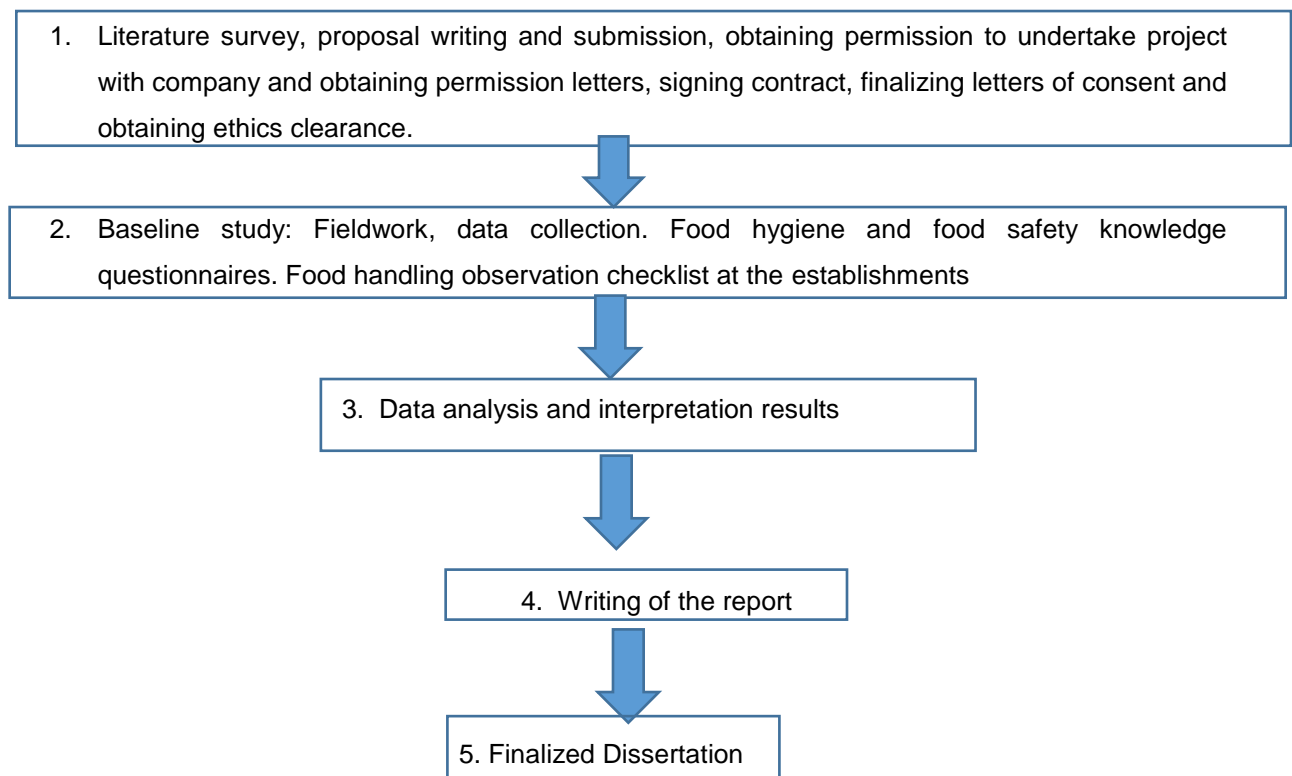 1. Literature survey, proposal writing and submission, obtaining permission to undertake project
with company and obtaining permission letters, signing contract, finalizing letters of consent and
obtaining ethics clearance.
2. Baseline study: Fieldwork, data collection. Food hygiene and food safety knowledge
questionnaires. Food handling observation checklist at the establishments
3. Data analysis and interpretation results
4. Writing of the report
5. Finalized Dissertation